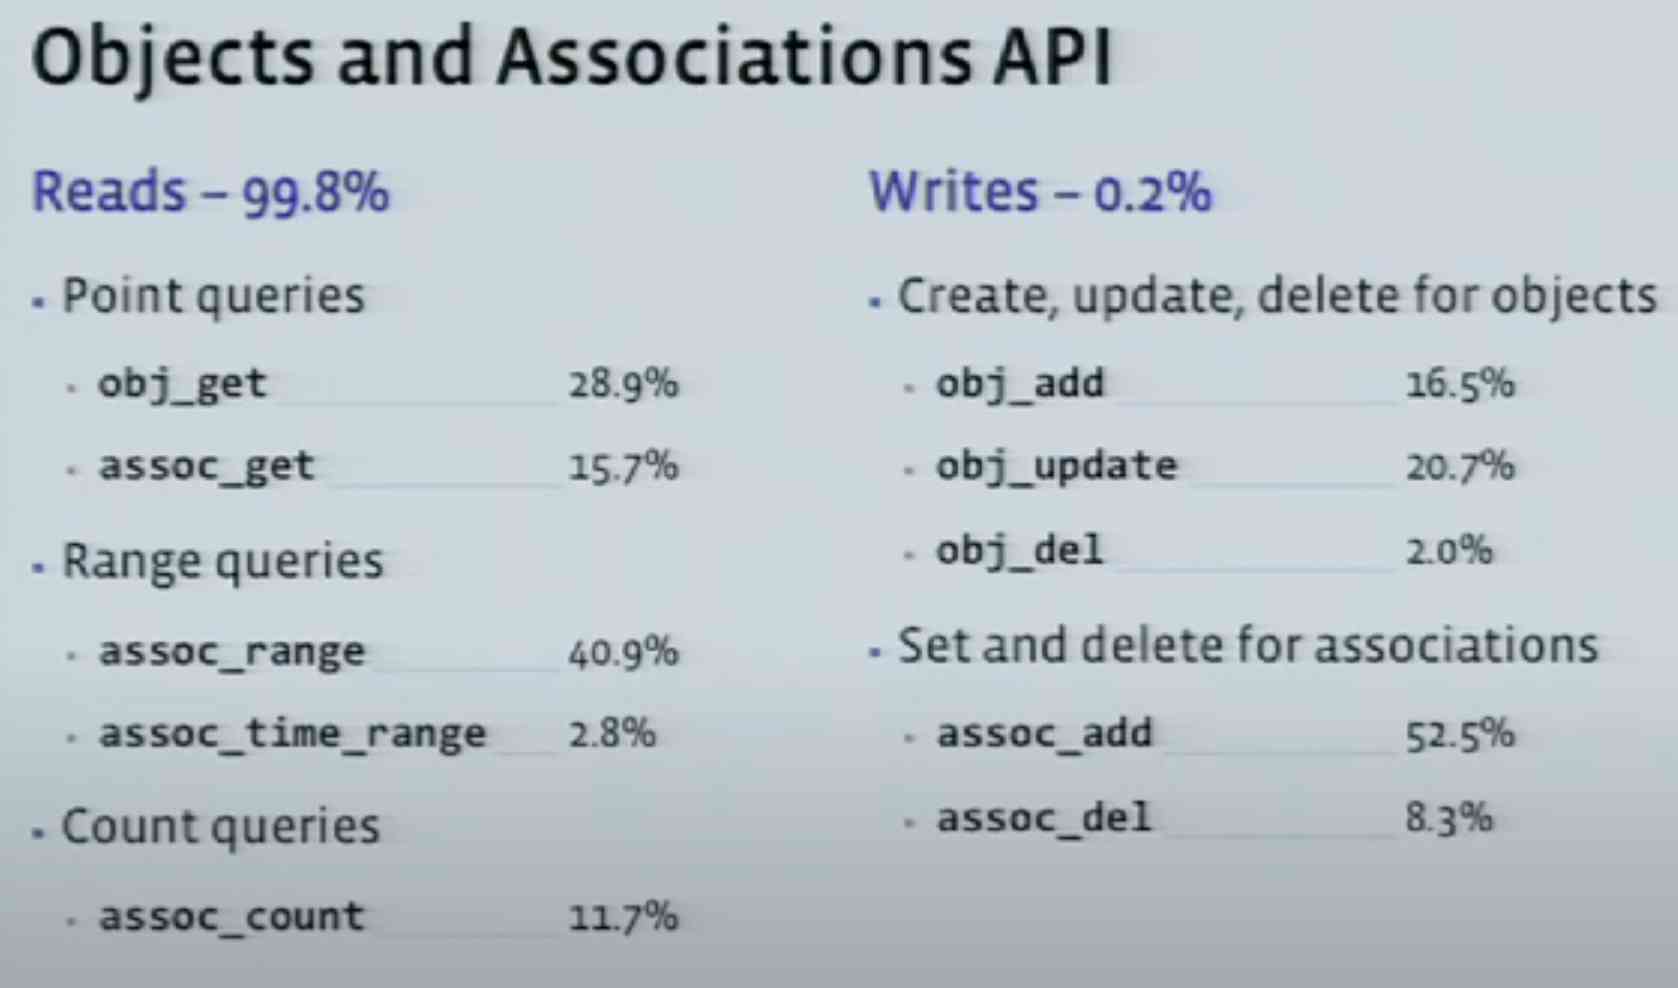 Objects and Associations API
Reads – 99.8%
▪ Point queries
▪ obj_get 28.9%
▪ assoc_get 15.7%
▪ Range queries
▪ assoc_range 40.9%
▪ assoc_time_range 2.8%
▪ Count queries
▪ assoc_count 11.7%
Writes – 0.2%
▪ Create, update, delete for objects
▪ obj_add 16.5%
▪ obj_update 20.7%
▪ obj_del 2.0%
▪ Set and delete for associations
▪ assoc_add 52.5%
▪ assoc_del 8.3%